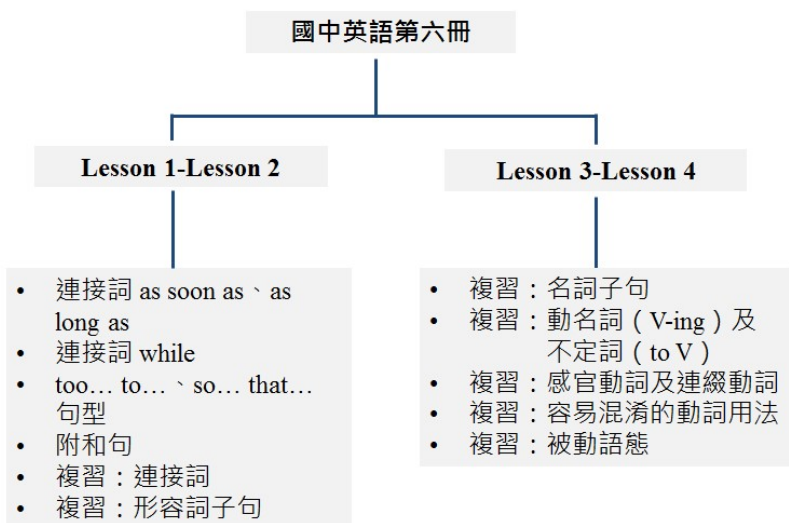 國中英語第六冊
Lesson 1-Lesson 2
• 連接詞 as soon as、as
long as
• 連接詞 while
• too… to…、so… that…
句型
• 附和句
• 複習：連接詞
• 複習：形容詞子句
Lesson 3-Lesson 4
• 複習：名詞子句
• 複習：動名詞（V-ing）及
不定詞（to V）
• 複習：感官動詞及連綴動詞
• 複習：容易混淆的動詞用法
• 複習：被動語態